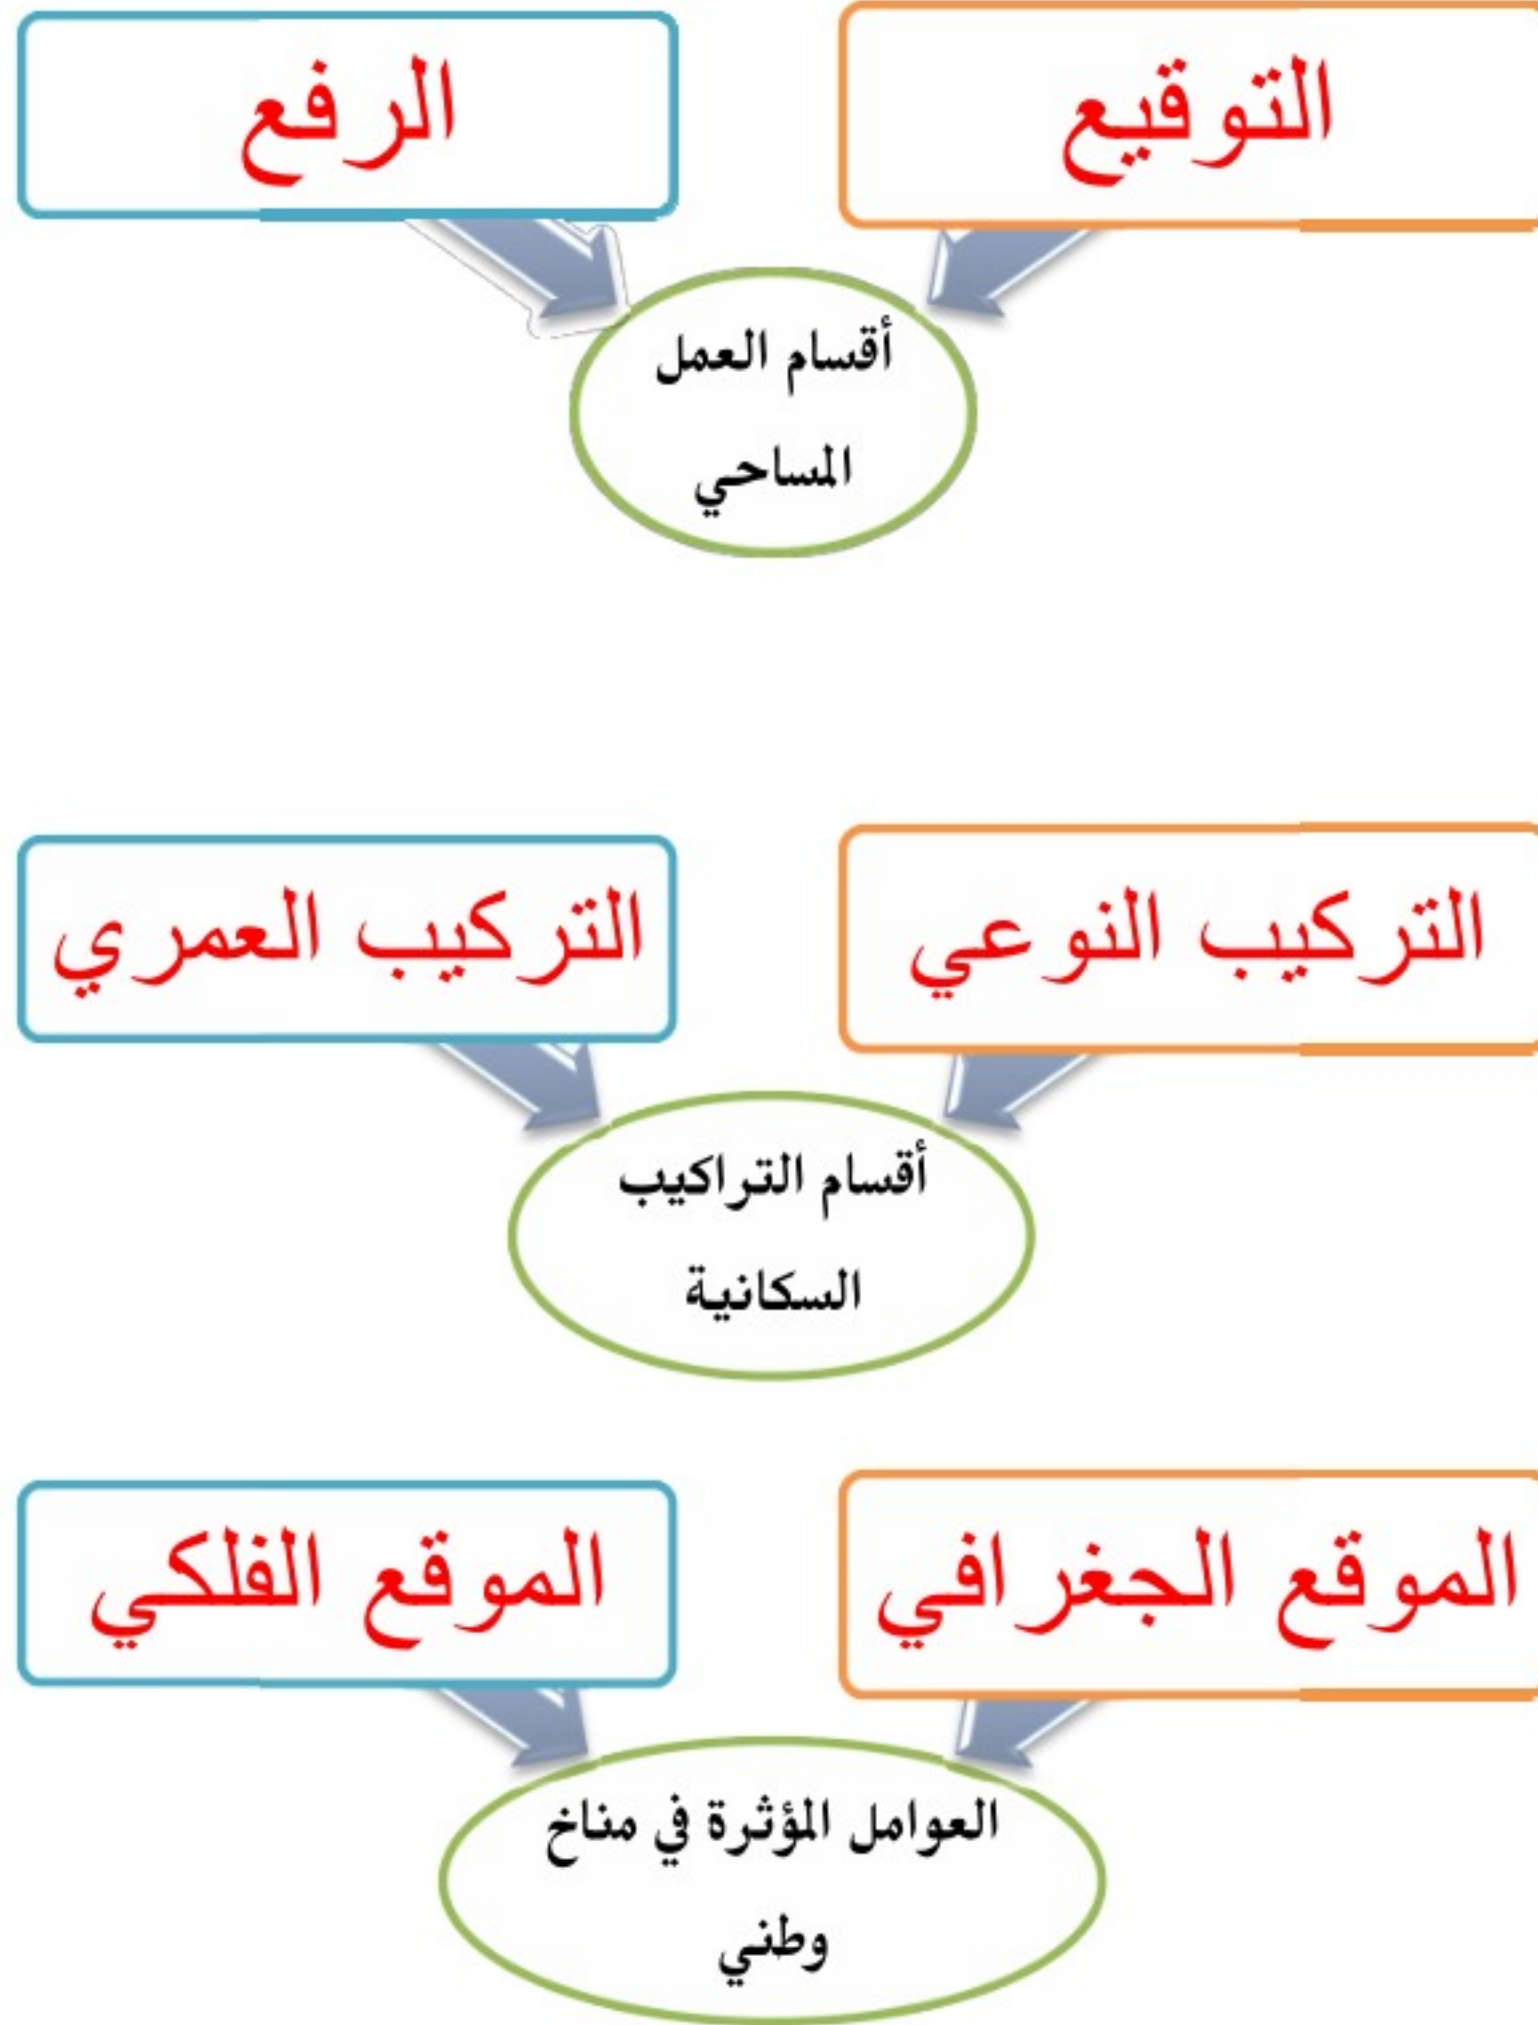 التوقيع
الرفع
أقسام العمل
المساحي
التركيب النوعي
التركيب العمري
أقسام التراكيب
السكانية
الموقع الجغرافي
الموقع الفلكي
العوامل المؤثرة في مناخ
وطني